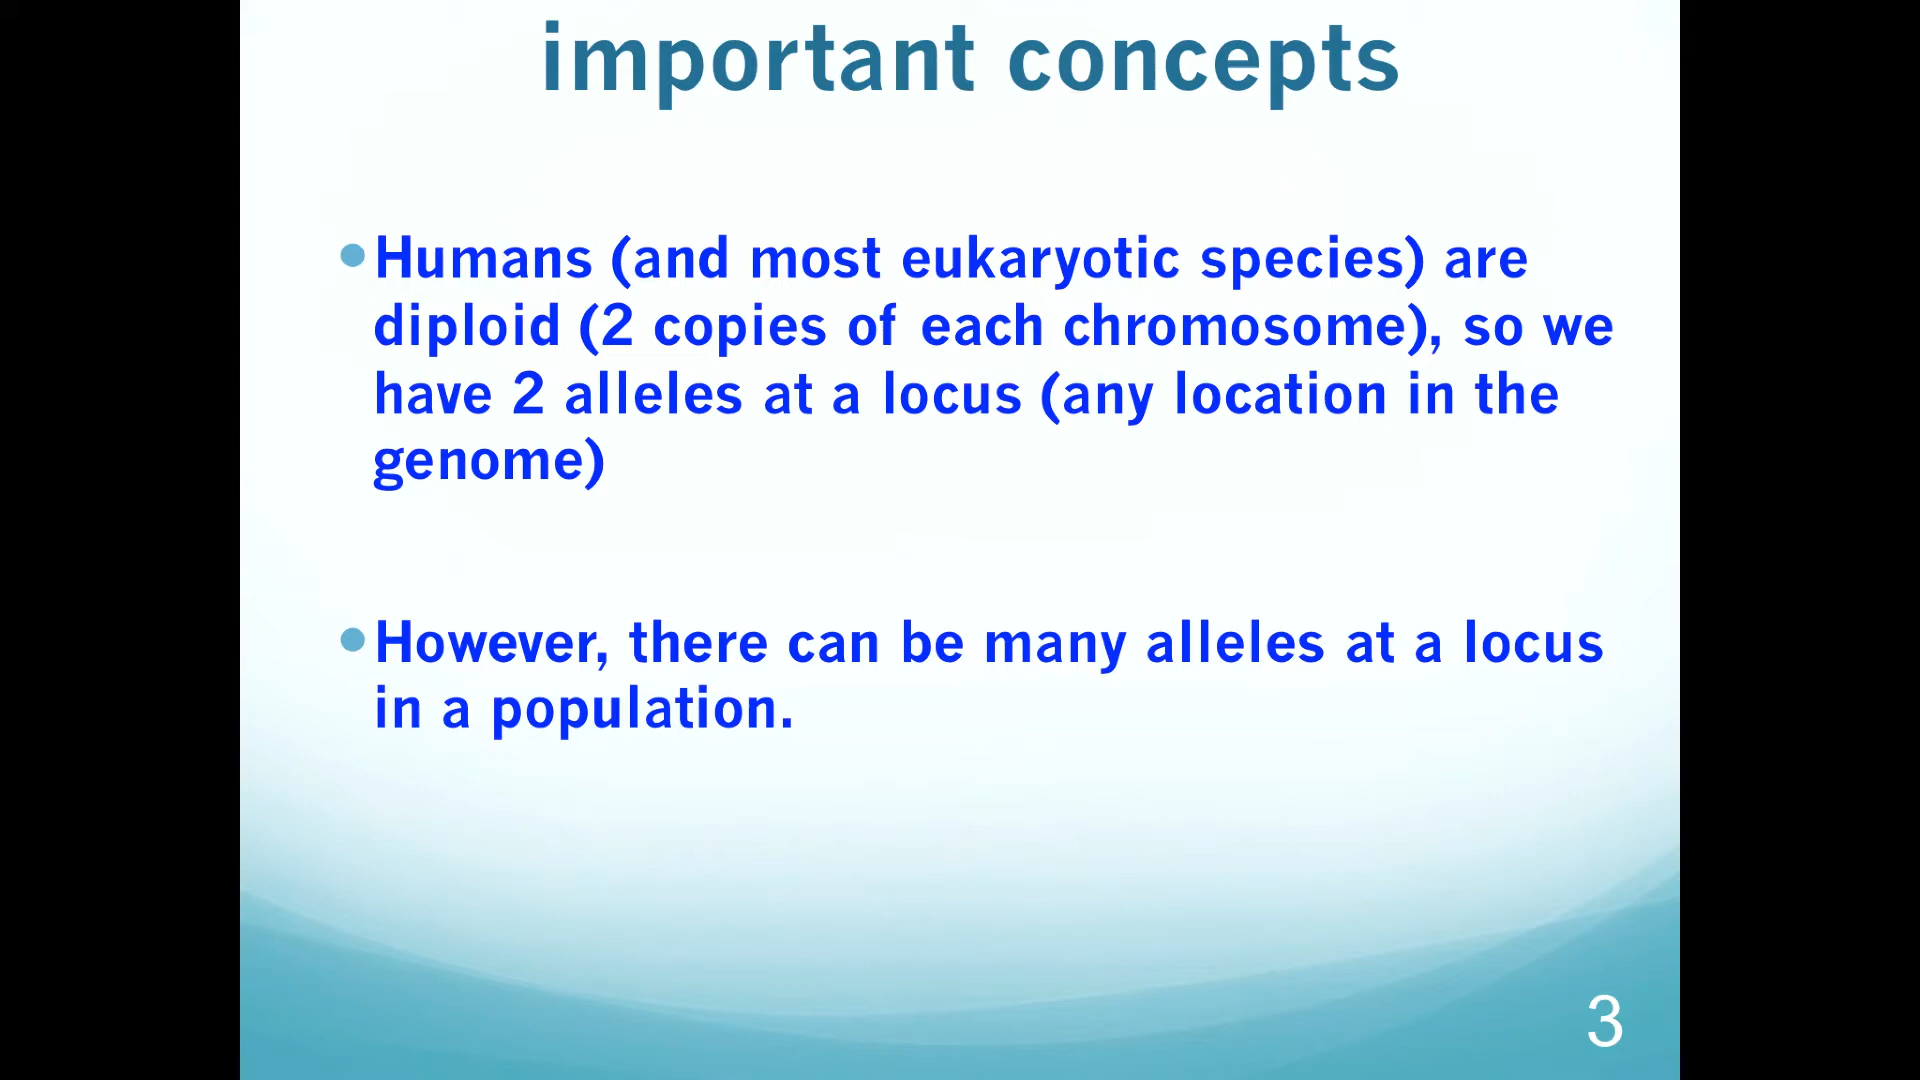 important concepts
•Humans (and most eukaryotic species) are
diploid (2 copies of each chromosome), so we
have 2 alleles at a locus (any location in the
genome)
•However, there can be many alleles at a locus
in a population.
3